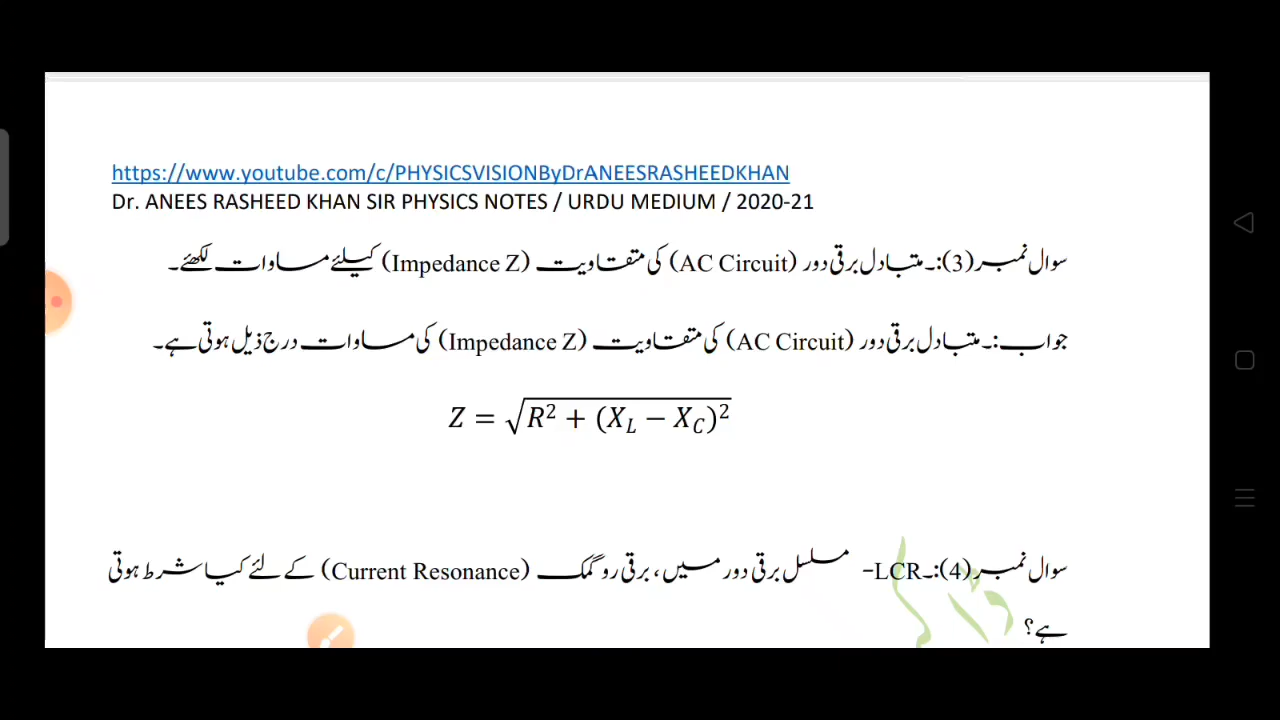 https://www.youtube.com/c/PHYSICSVISIONByDrANEESRASHEEDKHAN
Dr. ANEES RASHEED KHAN SIR PHYSICS NOTES / URDU MEDIUM / 2020-21
سوال نمبر(3):۔ متبادل برقی دور (AC Circuit) کی مقاومیت (Impedance Z) کیلئے مساوات لکھئے۔
جواب:۔ متبادل برقی دور (AC Circuit) کی مقاومیت (Impedance Z) کی مساوات درج ذیل ہوتی ہے۔
Z = √R² + (X_L − X_C)²
سوال نمبر(4):۔ LCR- مسلسل برقی دور میں، برقی رو گمک (Current Resonance) کے لئے کیا شرط ہوتی
ہے؟